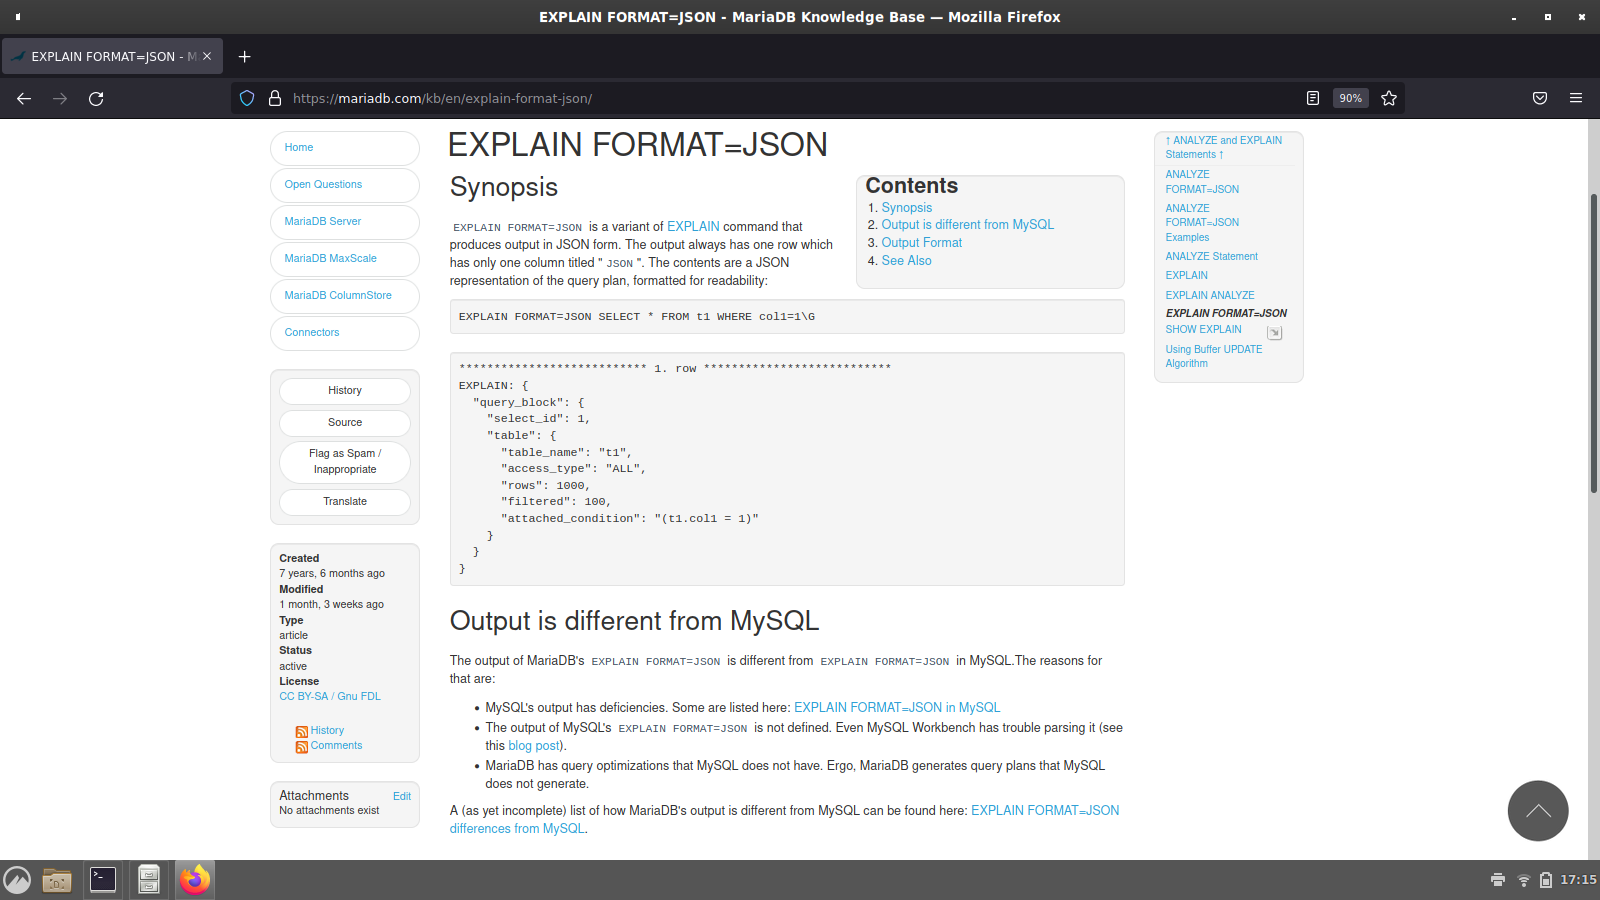 EXPLAIN FORMAT=JSON - MariaDB Knowledge Base — Mozilla Firefox
EXPLAIN FORMAT=JSON - M
https://mariadb.com/kb/en/explain-format-json/
90%
Home
Open Questions
MariaDB Server
MariaDB MaxScale
MariaDB ColumnStore
Connectors
History
Source
Flag as Spam /
Inappropriate
Translate
Created
7 years, 6 months ago
Modified
1 month, 3 weeks ago
Type
article
Status
active
License
CC BY-SA / Gnu FDL
History
Comments
Attachments
Edit
No attachments exist
EXPLAIN FORMAT=JSON
Synopsis
EXPLAIN FORMAT=JSON is a variant of EXPLAIN command that
produces output in JSON form. The output always has one row which
has only one column titled "JSON". The contents are a JSON
representation of the query plan, formatted for readability:
Contents
1. Synopsis
2. Output is different from MySQL
3. Output Format
4. See Also
EXPLAIN FORMAT=JSON SELECT * FROM t1 WHERE col1=1\G
*************************** 1. row ***************************
EXPLAIN: {
  "query_block": {
    "select_id": 1,
    "table": {
      "table_name": "t1",
      "access_type": "ALL",
      "rows": 1000,
      "filtered": 100,
      "attached_condition": "(t1.col1 = 1)"
    }
  }
}
Output is different from MySQL
The output of MariaDB's EXPLAIN FORMAT=JSON is different from EXPLAIN FORMAT=JSON in MySQL.The reasons for
that are:
• MySQL's output has deficiencies. Some are listed here: EXPLAIN FORMAT=JSON in MySQL
• The output of MySQL's EXPLAIN FORMAT=JSON is not defined. Even MySQL Workbench has trouble parsing it (see
this blog post).
• MariaDB has query optimizations that MySQL does not have. Ergo, MariaDB generates query plans that MySQL
does not generate.
A (as yet incomplete) list of how MariaDB's output is different from MySQL can be found here: EXPLAIN FORMAT=JSON
differences from MySQL.
↑ ANALYZE and EXPLAIN
Statements ↑
ANALYZE
FORMAT=JSON
ANALYZE
FORMAT=JSON
Examples
ANALYZE Statement
EXPLAIN
EXPLAIN ANALYZE
EXPLAIN FORMAT=JSON
SHOW EXPLAIN
Using Buffer UPDATE
Algorithm
17:15